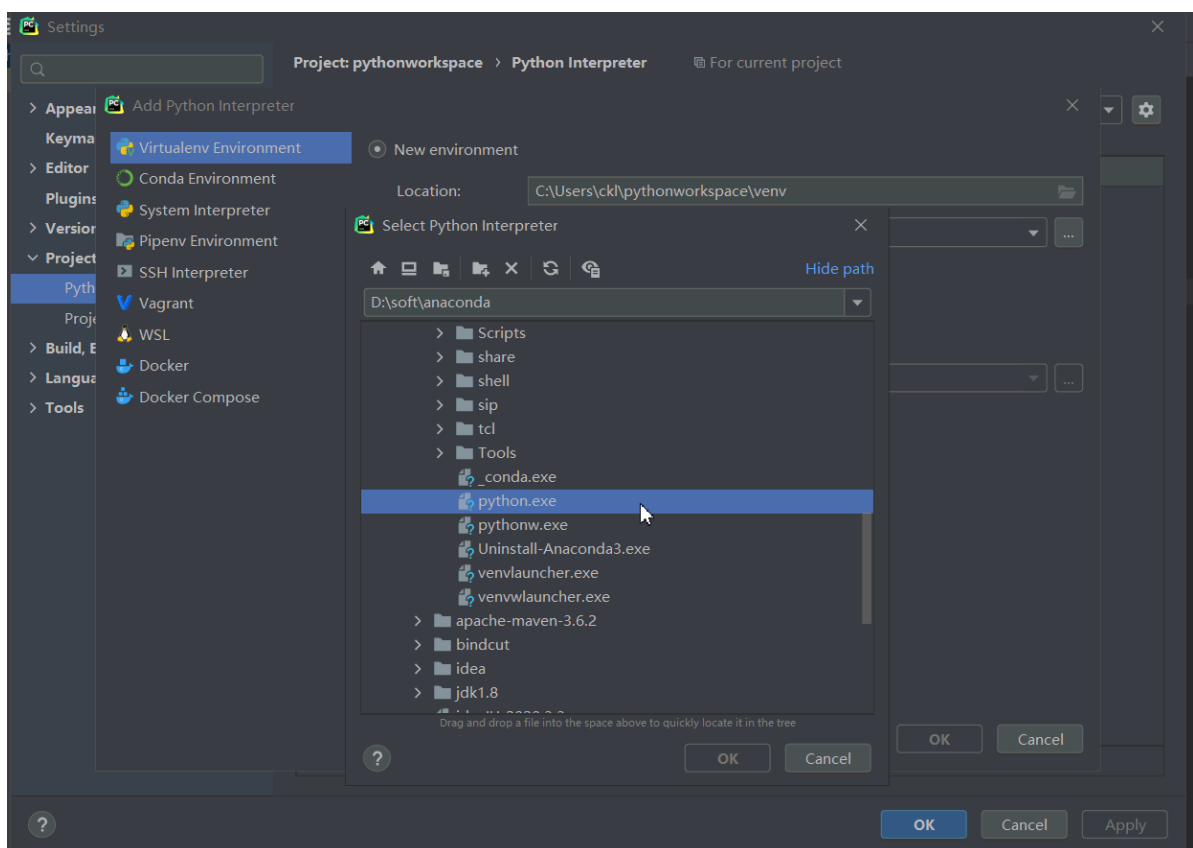 Settings
Project: pythonworkspace > Python Interpreter For current project
Add Python Interpreter
Keyma
Editor
Plugins
Version
Project
Pyth
Proje
Build, E
Langua
Tools
Virtualenv Environment
Conda Environment
System Interpreter
Pipenv Environment
SSH Interpreter
Vagrant
WSL
Docker
Docker Compose
New environment
Location: C:\Users\ckl\pythonworkspace\venv
...
...
Select Python Interpreter
Hide path
D:\soft\anaconda
Scripts
share
shell
sip
tcl
Tools
_conda.exe
python.exe
pythonw.exe
Uninstall-Anaconda3.exe
venvlauncher.exe
venvwlauncher.exe
apache-maven-3.6.2
bindcut
idea
jdk1.8
Drag and drop a file into the space above to quickly locate it in the tree
? OK Cancel
OK Cancel
? OK Cancel Apply